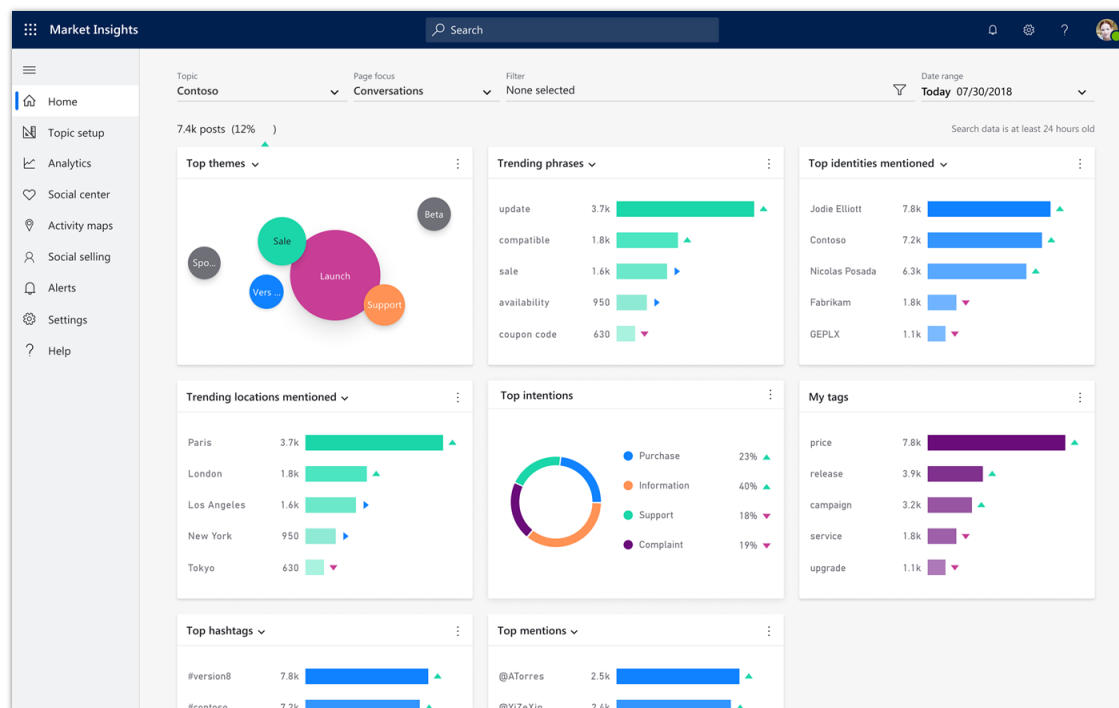 Market Insights
Search
Home
Topic setup
Analytics
Social center
Activity maps
Social selling
Alerts
Settings
Help
Topic
Contoso
Page focus
Conversations
Filter
None selected
Date range
Today 07/30/2018
7.4k posts (12% )
Search data is at least 24 hours old
Top themes
Beta
Sale
Spo...
Launch
Vers ...
Support
Trending phrases
update 3.7k
compatible 1.8k
sale 1.6k
availability 950
coupon code 630
Top identities mentioned
Jodie Elliott 7.8k
Contoso 7.2k
Nicolas Posada 6.3k
Fabrikam 1.8k
GEPLX 1.1k
Trending locations mentioned
Paris 3.7k
London 1.8k
Los Angeles 1.6k
New York 950
Tokyo 630
Top intentions
Purchase 23%
Information 40%
Support 18%
Complaint 19%
My tags
price 7.8k
release 3.9k
campaign 3.2k
service 1.8k
upgrade 1.1k
Top hashtags
#version8 7.8k
#contoso 7.2k
Top mentions
@ATorres 2.5k
@YiZeXin 2.4k